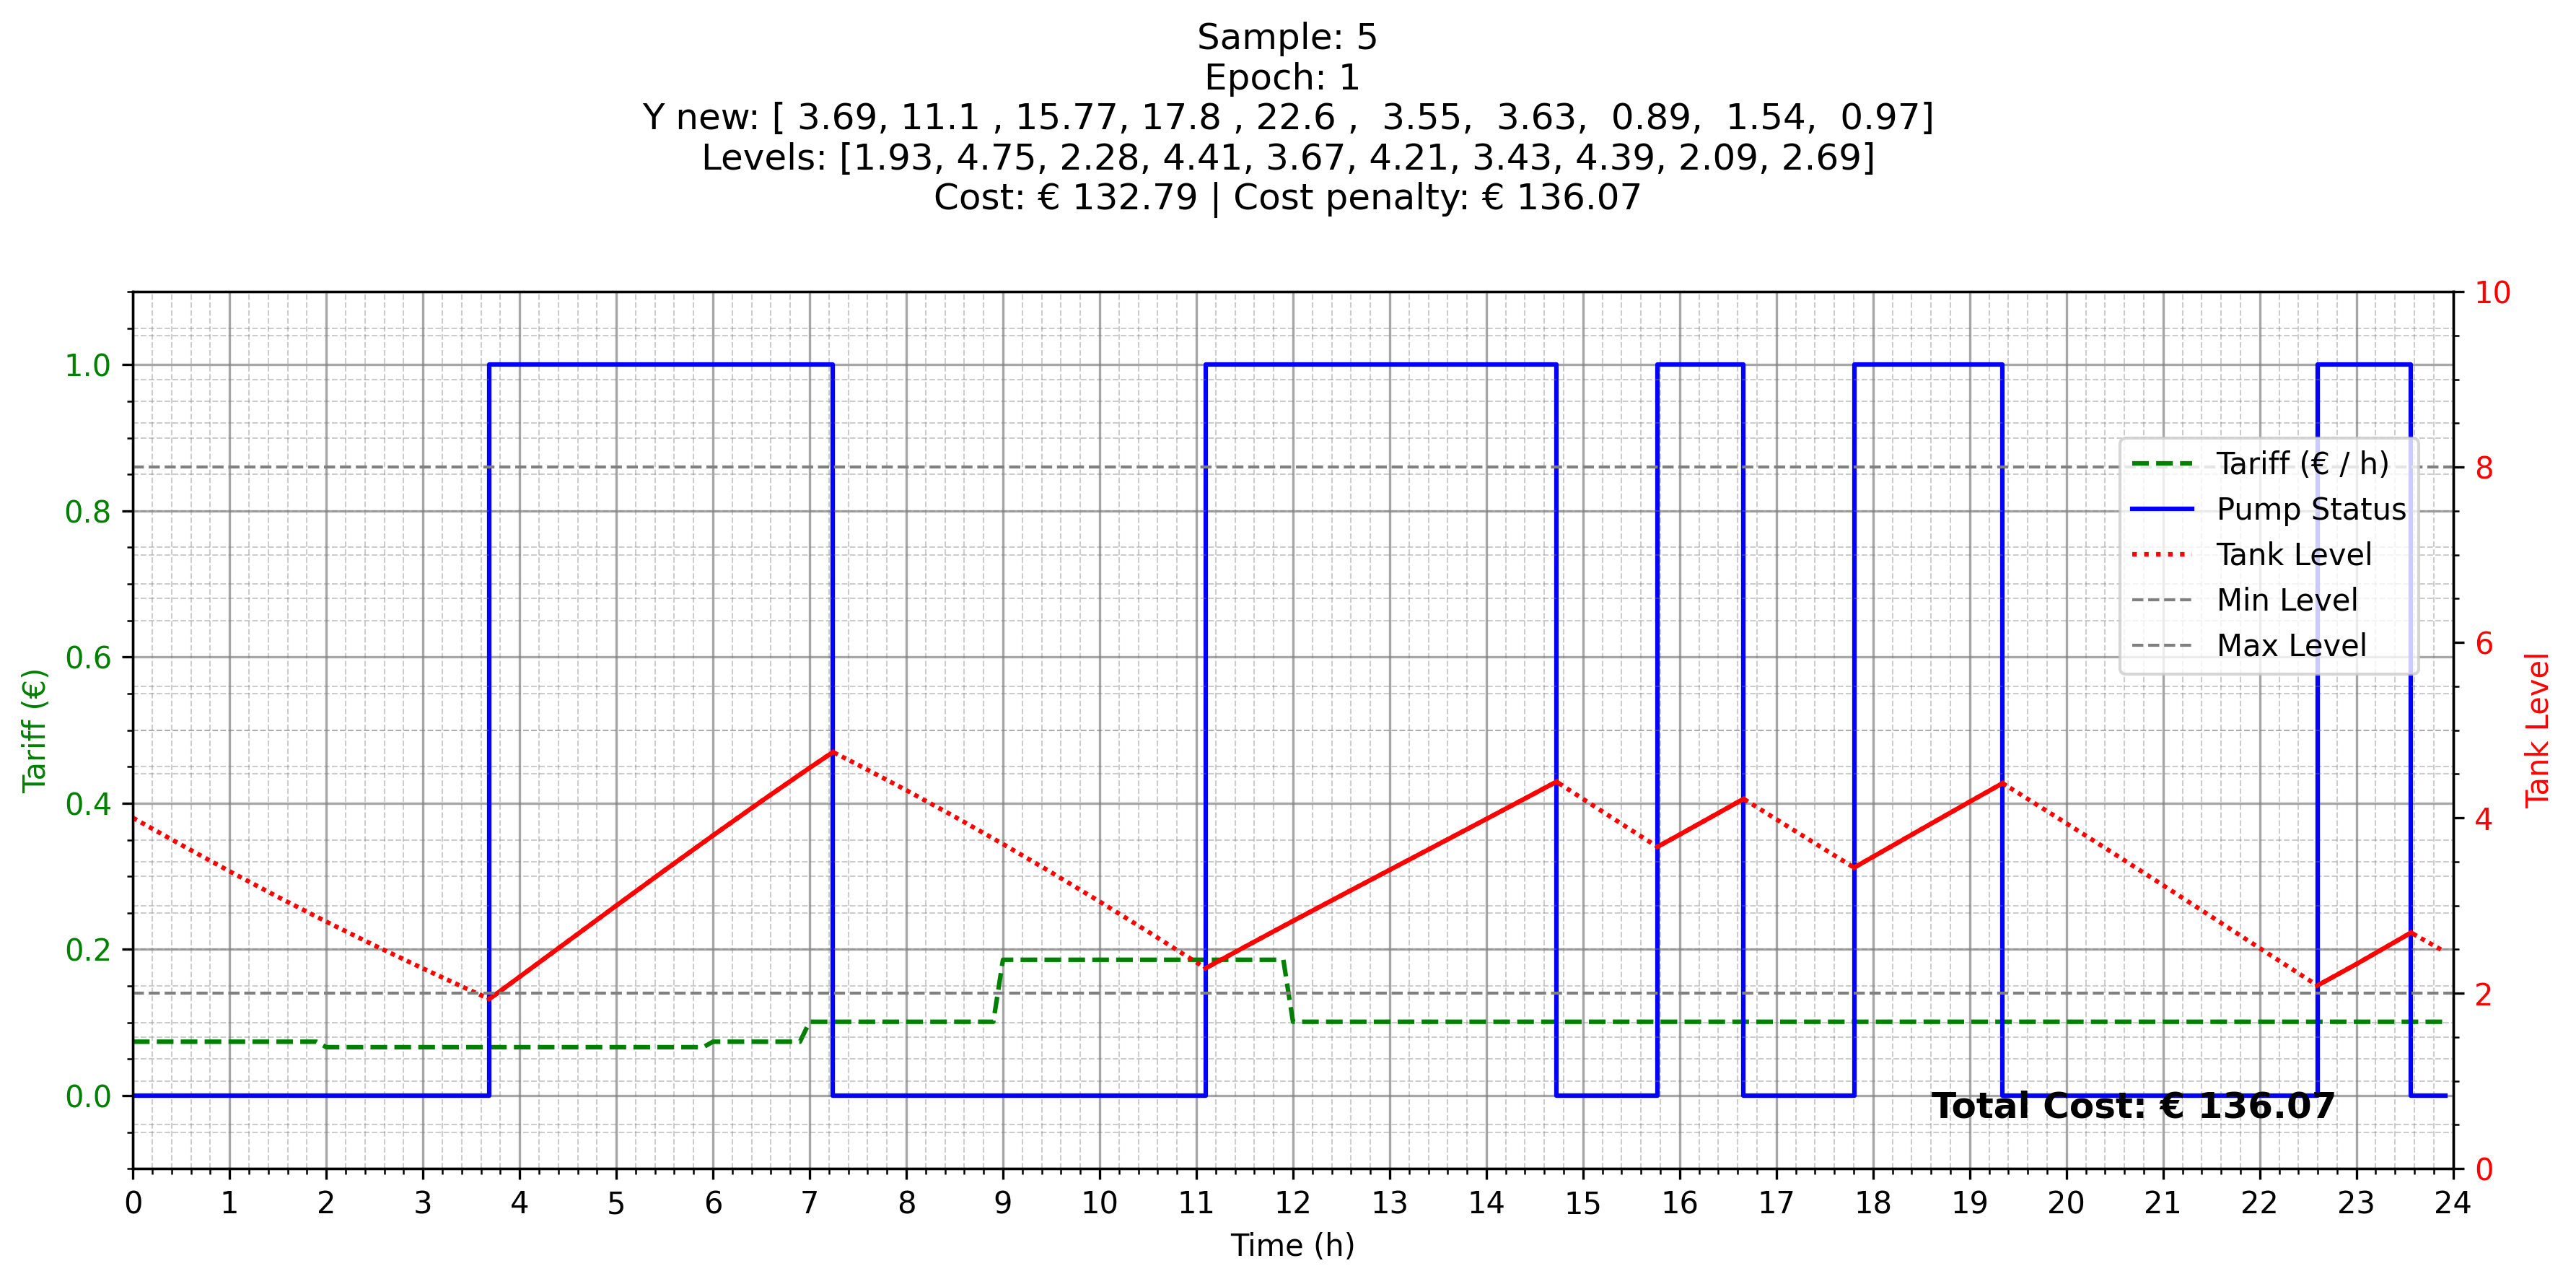 Sample: 5
Epoch: 1
Y new: [ 3.69, 11.1 , 15.77, 17.8 , 22.6 ,  3.55,  3.63,  0.89,  1.54,  0.97]
Levels: [1.93, 4.75, 2.28, 4.41, 3.67, 4.21, 3.43, 4.39, 2.09, 2.69]
Cost: € 132.79 | Cost penalty: € 136.07
Tariff (€)
1.0
0.8
0.6
0.4
0.2
0.0
10
8
6
4
2
0
Tank Level
Tariff (€ / h)
Pump Status
Tank Level
Min Level
Max Level
Total Cost: € 136.07
0 1 2 3 4 5 6 7 8 9 10 11 12 13 14 15 16 17 18 19 20 21 22 23 24
Time (h)